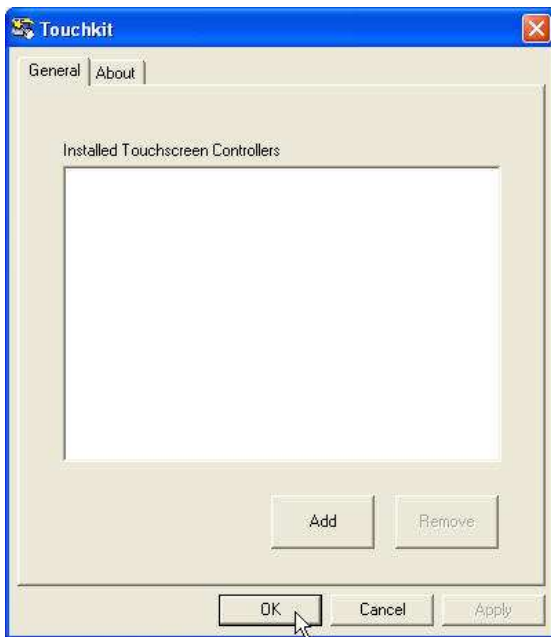 Touchkit
General About
Installed Touchscreen Controllers
Add Remove
OK Cancel Apply